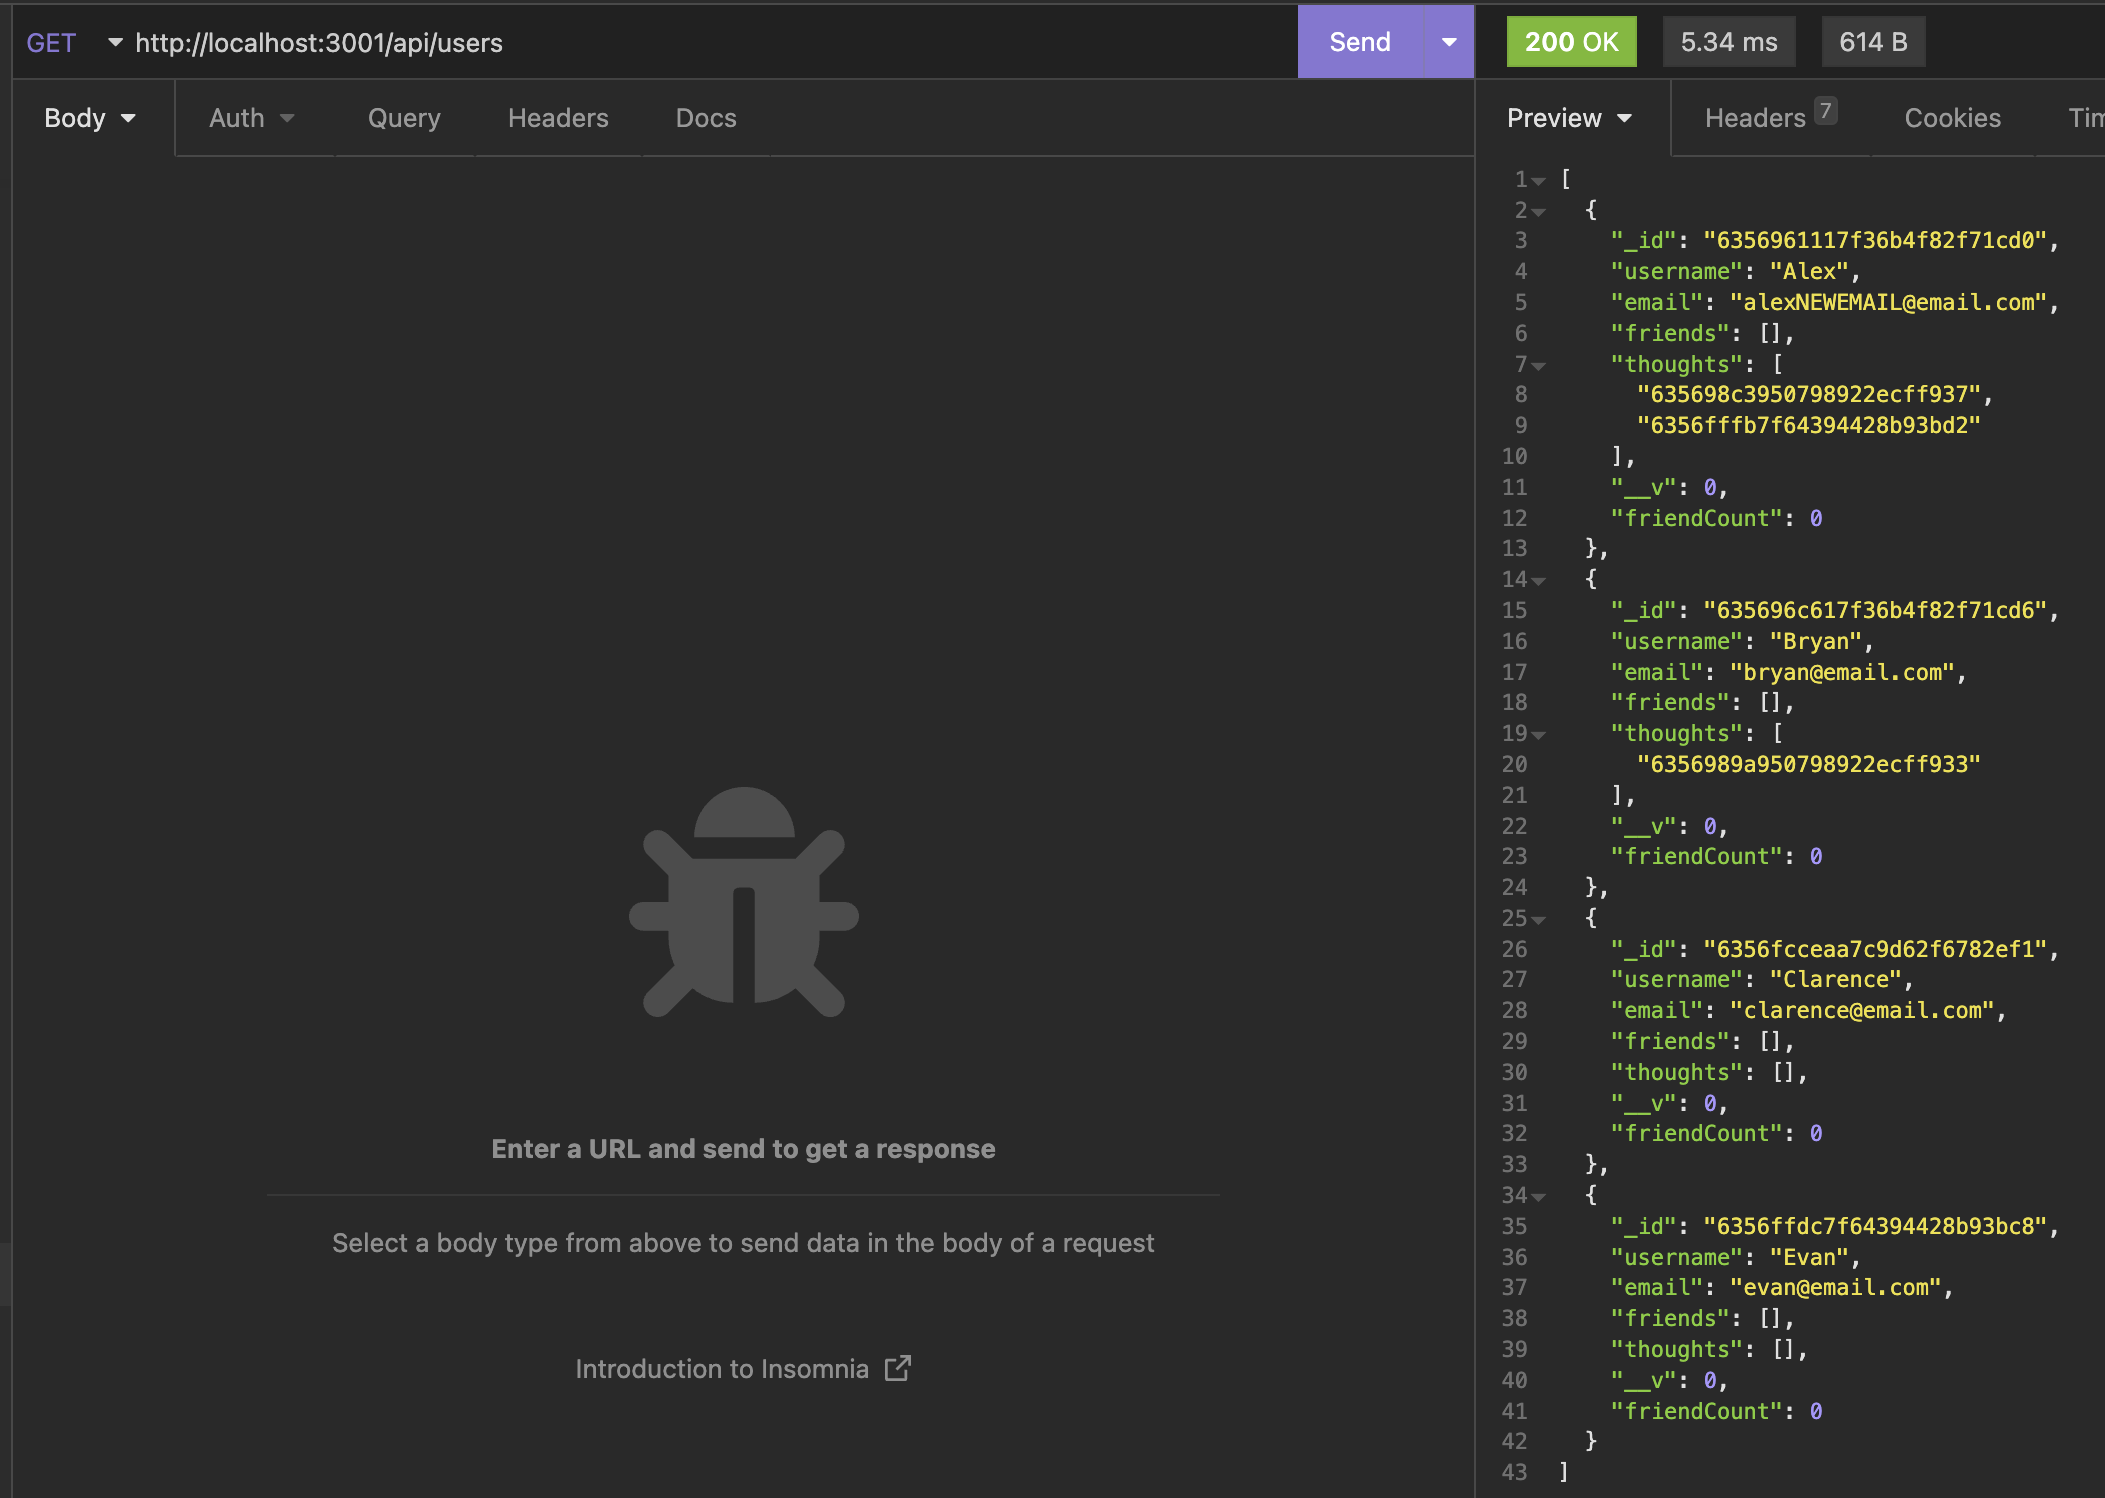 GET http://localhost:3001/api/users
Send
200 OK
5.34 ms
614 B
Body
Auth
Query
Headers
Docs
Preview
Headers 7
Cookies
Tim
Enter a URL and send to get a response
Select a body type from above to send data in the body of a request
Introduction to Insomnia
1 [
2 {
3 "_id": "6356961117f36b4f82f71cd0",
4 "username": "Alex",
5 "email": "alexNEWEMAIL@email.com",
6 "friends": [],
7 "thoughts": [
8 "635698c3950798922ecff937",
9 "6356fffb7f64394428b93bd2"
10 ],
11 "__v": 0,
12 "friendCount": 0
13 },
14 {
15 "_id": "635696c617f36b4f82f71cd6",
16 "username": "Bryan",
17 "email": "bryan@email.com",
18 "friends": [],
19 "thoughts": [
20 "6356989a950798922ecff933"
21 ],
22 "__v": 0,
23 "friendCount": 0
24 },
25 {
26 "_id": "6356fcceaa7c9d62f6782ef1",
27 "username": "Clarence",
28 "email": "clarence@email.com",
29 "friends": [],
30 "thoughts": [],
31 "__v": 0,
32 "friendCount": 0
33 },
34 {
35 "_id": "6356ffdc7f64394428b93bc8",
36 "username": "Evan",
37 "email": "evan@email.com",
38 "friends": [],
39 "thoughts": [],
40 "__v": 0,
41 "friendCount": 0
42 }
43 ]